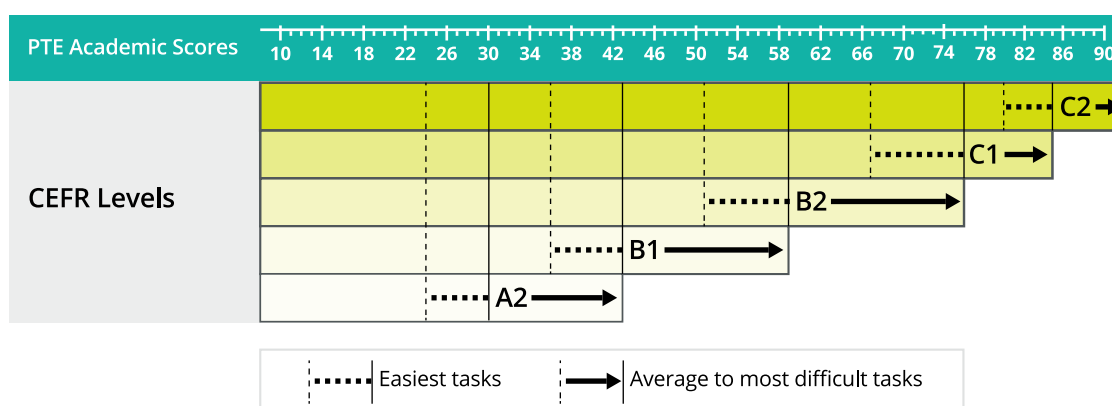 PTE Academic Scores 10 14 18 22 26 30 34 38 42 46 50 54 58 62 66 70 74 78 82 86 90
C2
C1
CEFR Levels B2
B1
A2
Easiest tasks Average to most difficult tasks